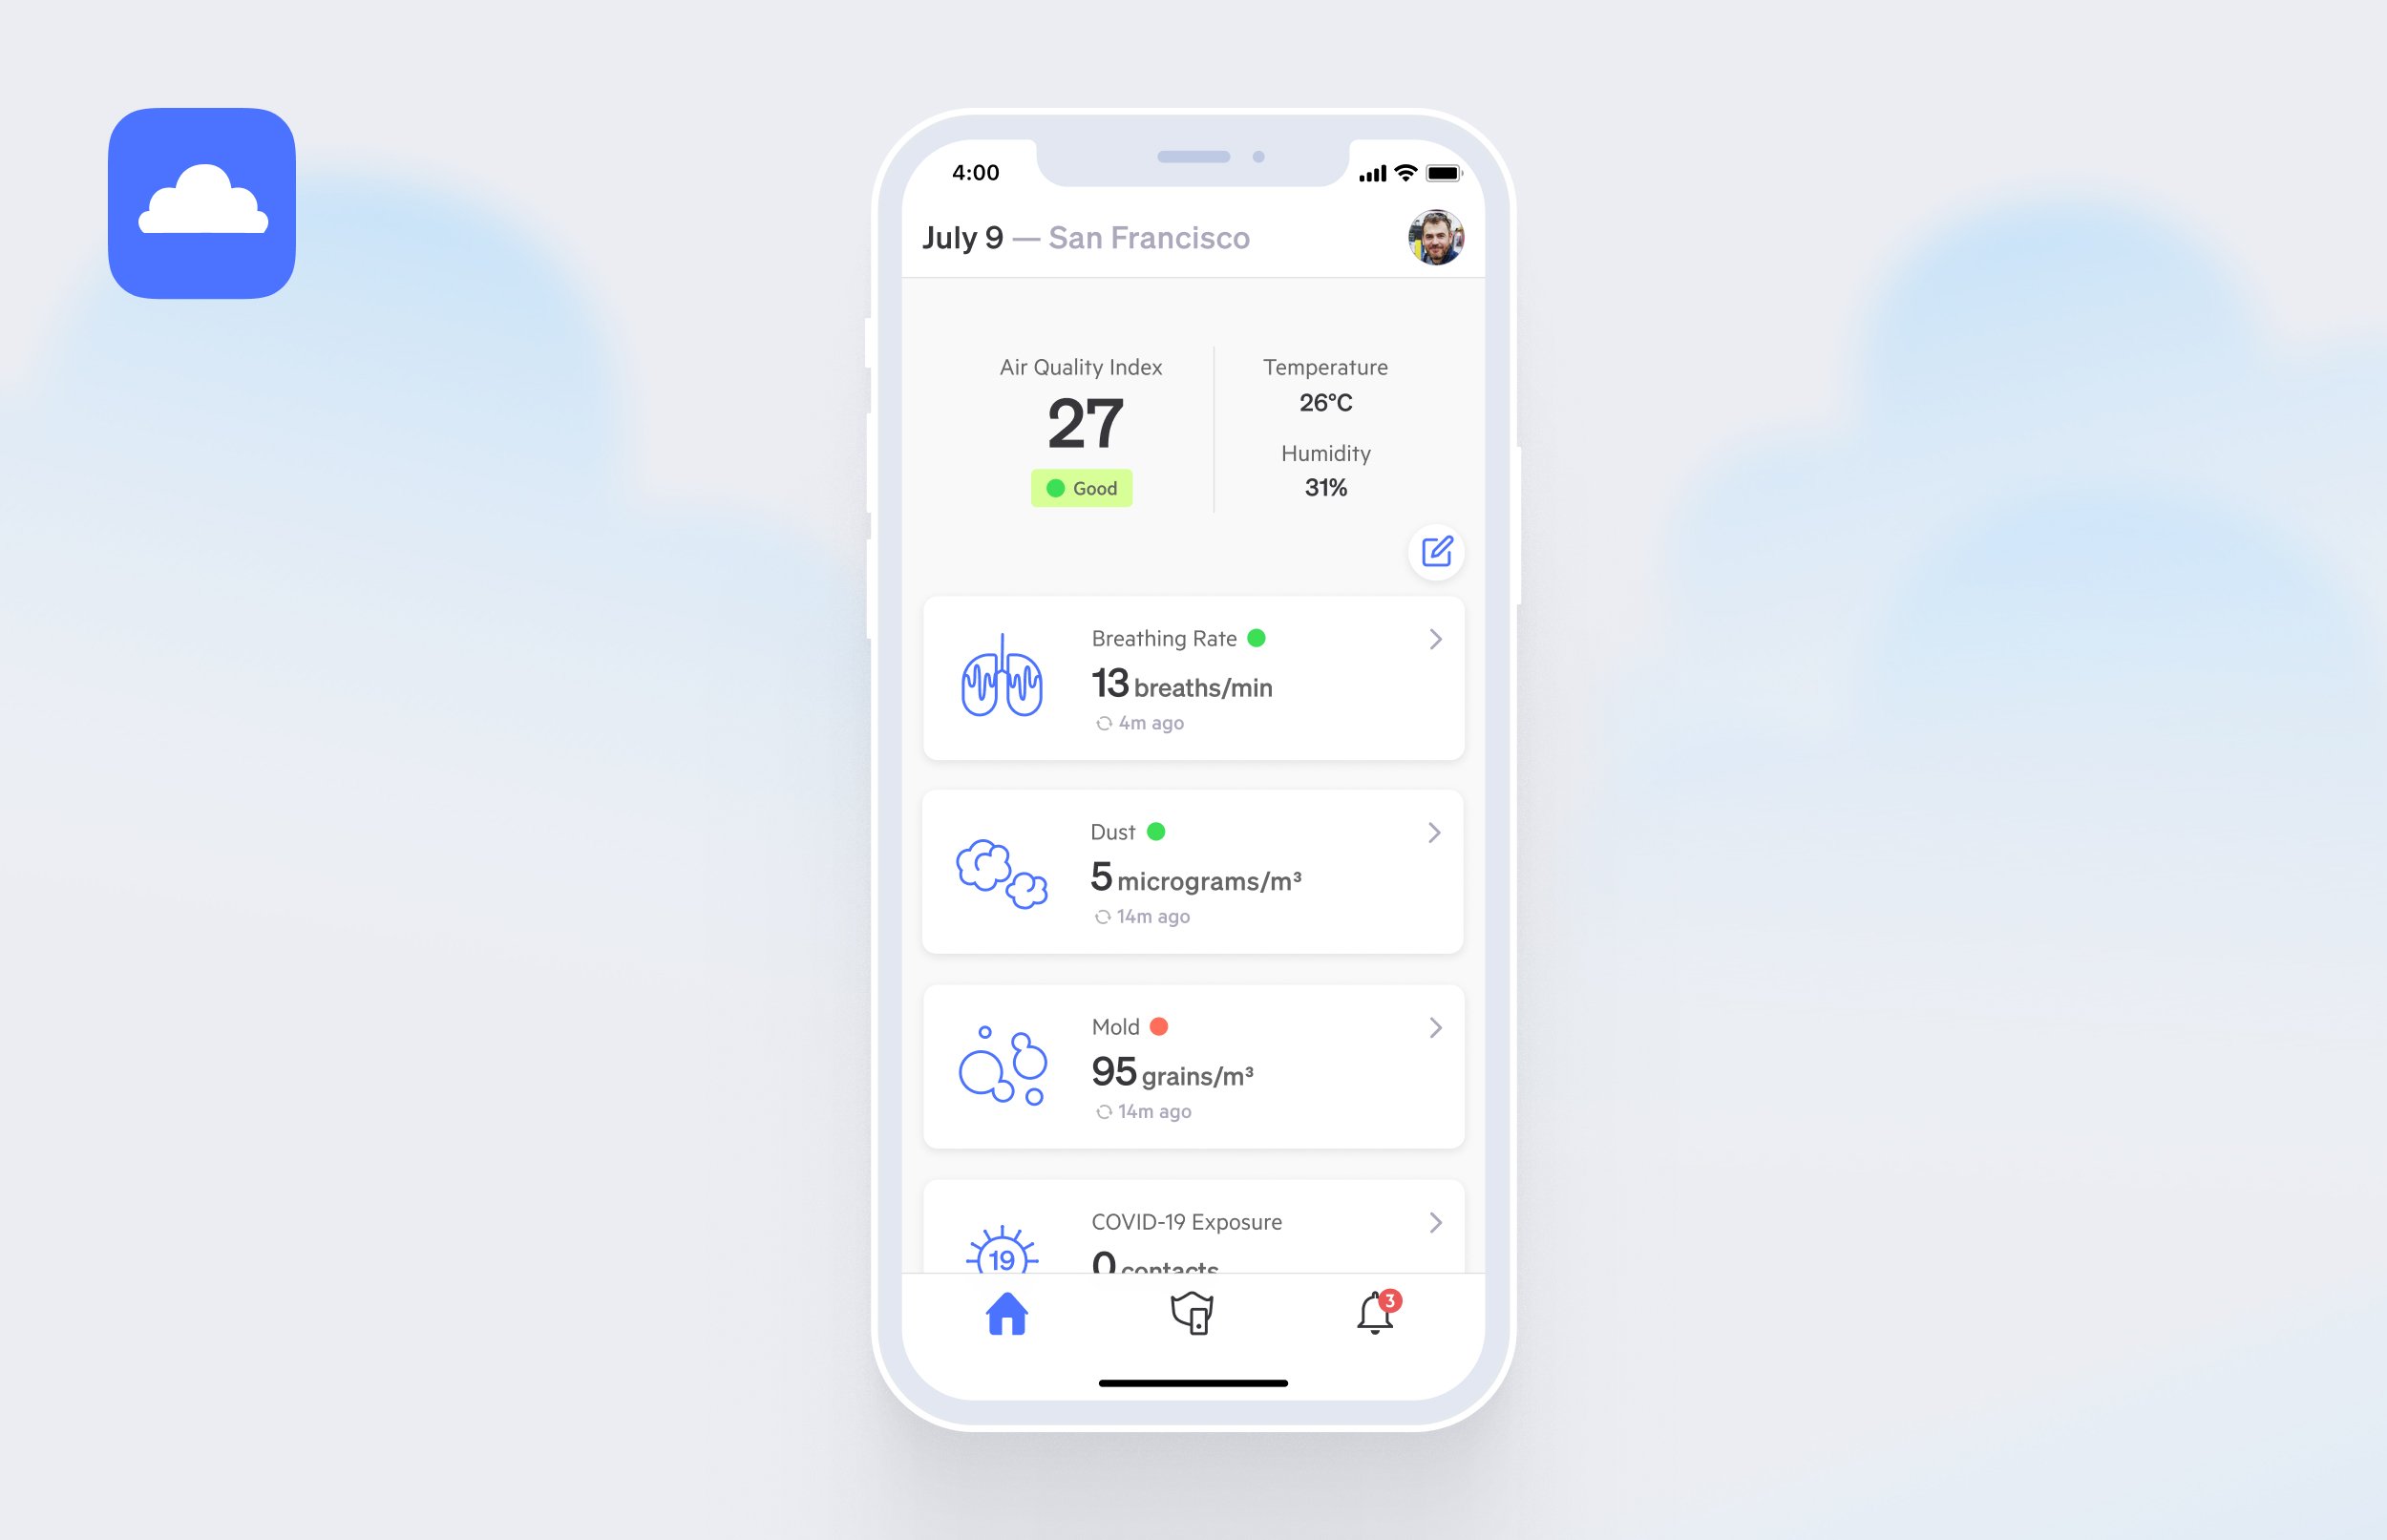 4:00
July 9 — San Francisco
Air Quality Index
27
Good
Temperature
26°C
Humidity
31%
Breathing Rate
13 breaths/min
4m ago
Dust
5 micrograms/m³
14m ago
Mold
95 grains/m³
14m ago
COVID-19 Exposure
19
0 contacts
3